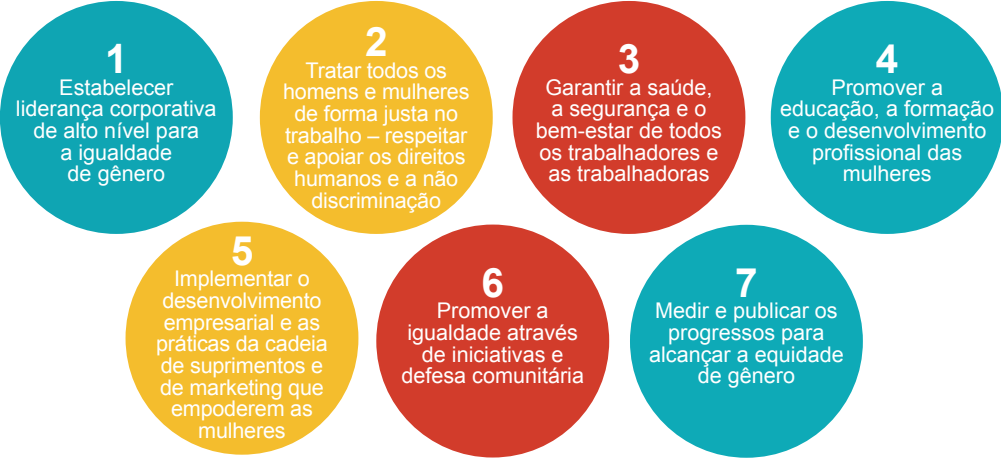 1
Estabelecer
liderança corporativa
de alto nível para
a igualdade
de gênero
2
Tratar todos os
homens e mulheres
de forma justa no
trabalho – respeitar
e apoiar os direitos
humanos e a não
discriminação
3
Garantir a saúde,
a segurança e o
bem-estar de todos
os trabalhadores e
as trabalhadoras
4
Promover a
educação, a formação
e o desenvolvimento
profissional das
mulheres
5
Implementar o
desenvolvimento
empresarial e as
práticas da cadeia
de suprimentos e
de marketing que
empoderem as
mulheres
6
Promover a
igualdade através
de iniciativas e
defesa comunitária
7
Medir e publicar os
progressos para
alcançar a equidade
de gênero